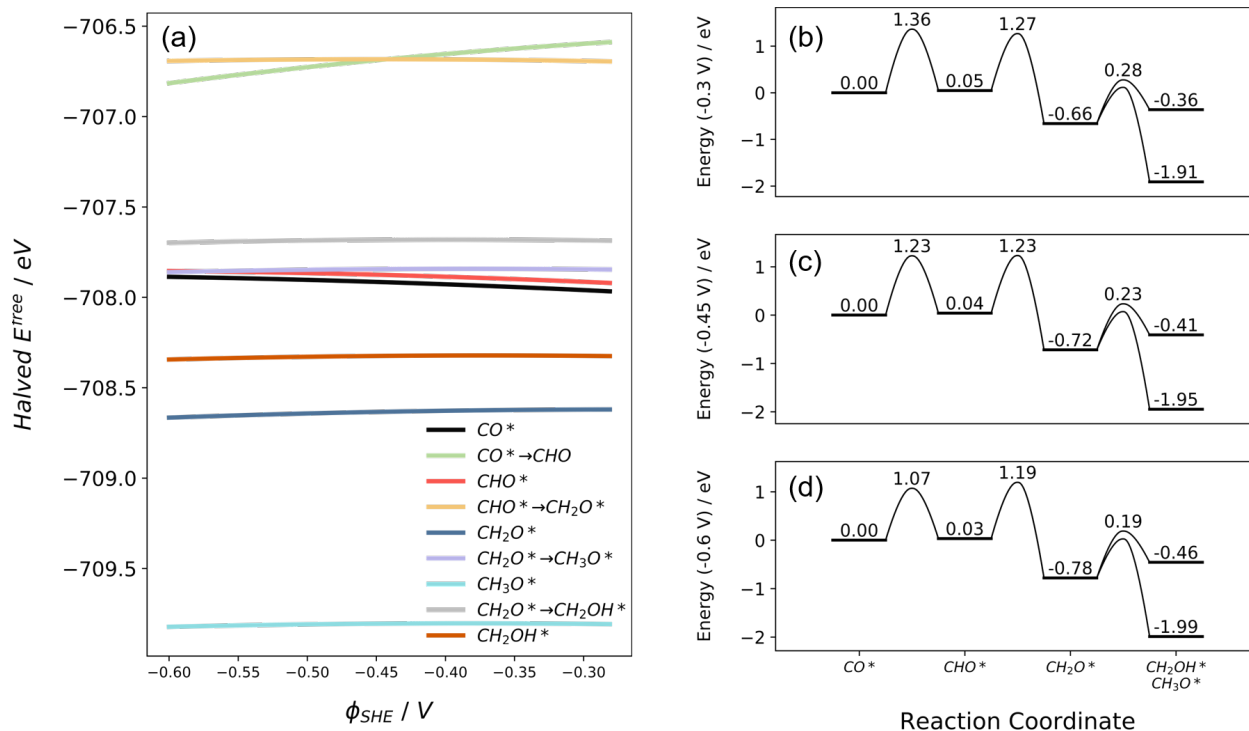 (a)
Halved E^free / eV
−706.5
−707.0
−707.5
−708.0
−708.5
−709.0
−709.5
−0.60 −0.55 −0.50 −0.45 −0.40 −0.35 −0.30
ϕ_SHE / V
CO*
CO*→CHO
CHO*
CHO*→CH₂O*
CH₂O*
CH₂O*→CH₃O*
CH₃O*
CH₂O*→CH₂OH*
CH₂OH*
(b)
Energy (-0.3 V) / eV
1
0
−1
−2
0.00
1.36
0.05
1.27
-0.66
0.28
-0.36
-1.91
(c)
Energy (-0.45 V) / eV
1
0
−1
−2
0.00
1.23
0.04
1.23
-0.72
0.23
-0.41
-1.95
(d)
Energy (-0.6 V) / eV
1
0
−1
−2
0.00
1.07
0.03
1.19
-0.78
0.19
-0.46
-1.99
CO* CHO* CH₂O* CH₂OH*
CH₃O*
Reaction Coordinate